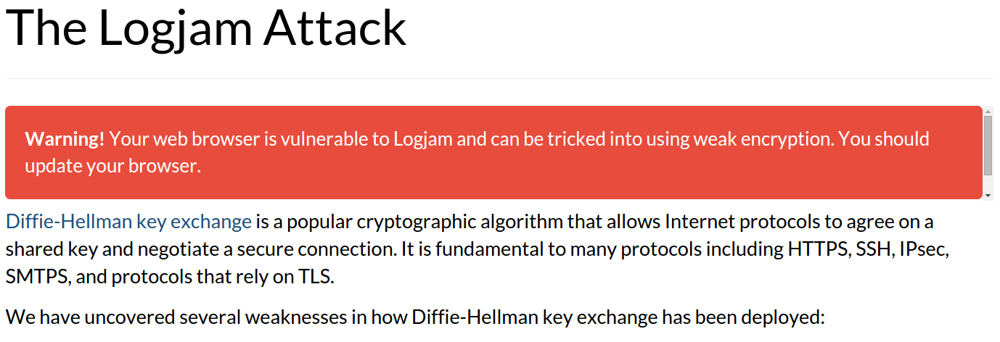 The Logjam Attack
Warning! Your web browser is vulnerable to Logjam and can be tricked into using weak encryption. You should
update your browser.
Diffie-Hellman key exchange is a popular cryptographic algorithm that allows Internet protocols to agree on a
shared key and negotiate a secure connection. It is fundamental to many protocols including HTTPS, SSH, IPsec,
SMTPS, and protocols that rely on TLS.
We have uncovered several weaknesses in how Diffie-Hellman key exchange has been deployed: